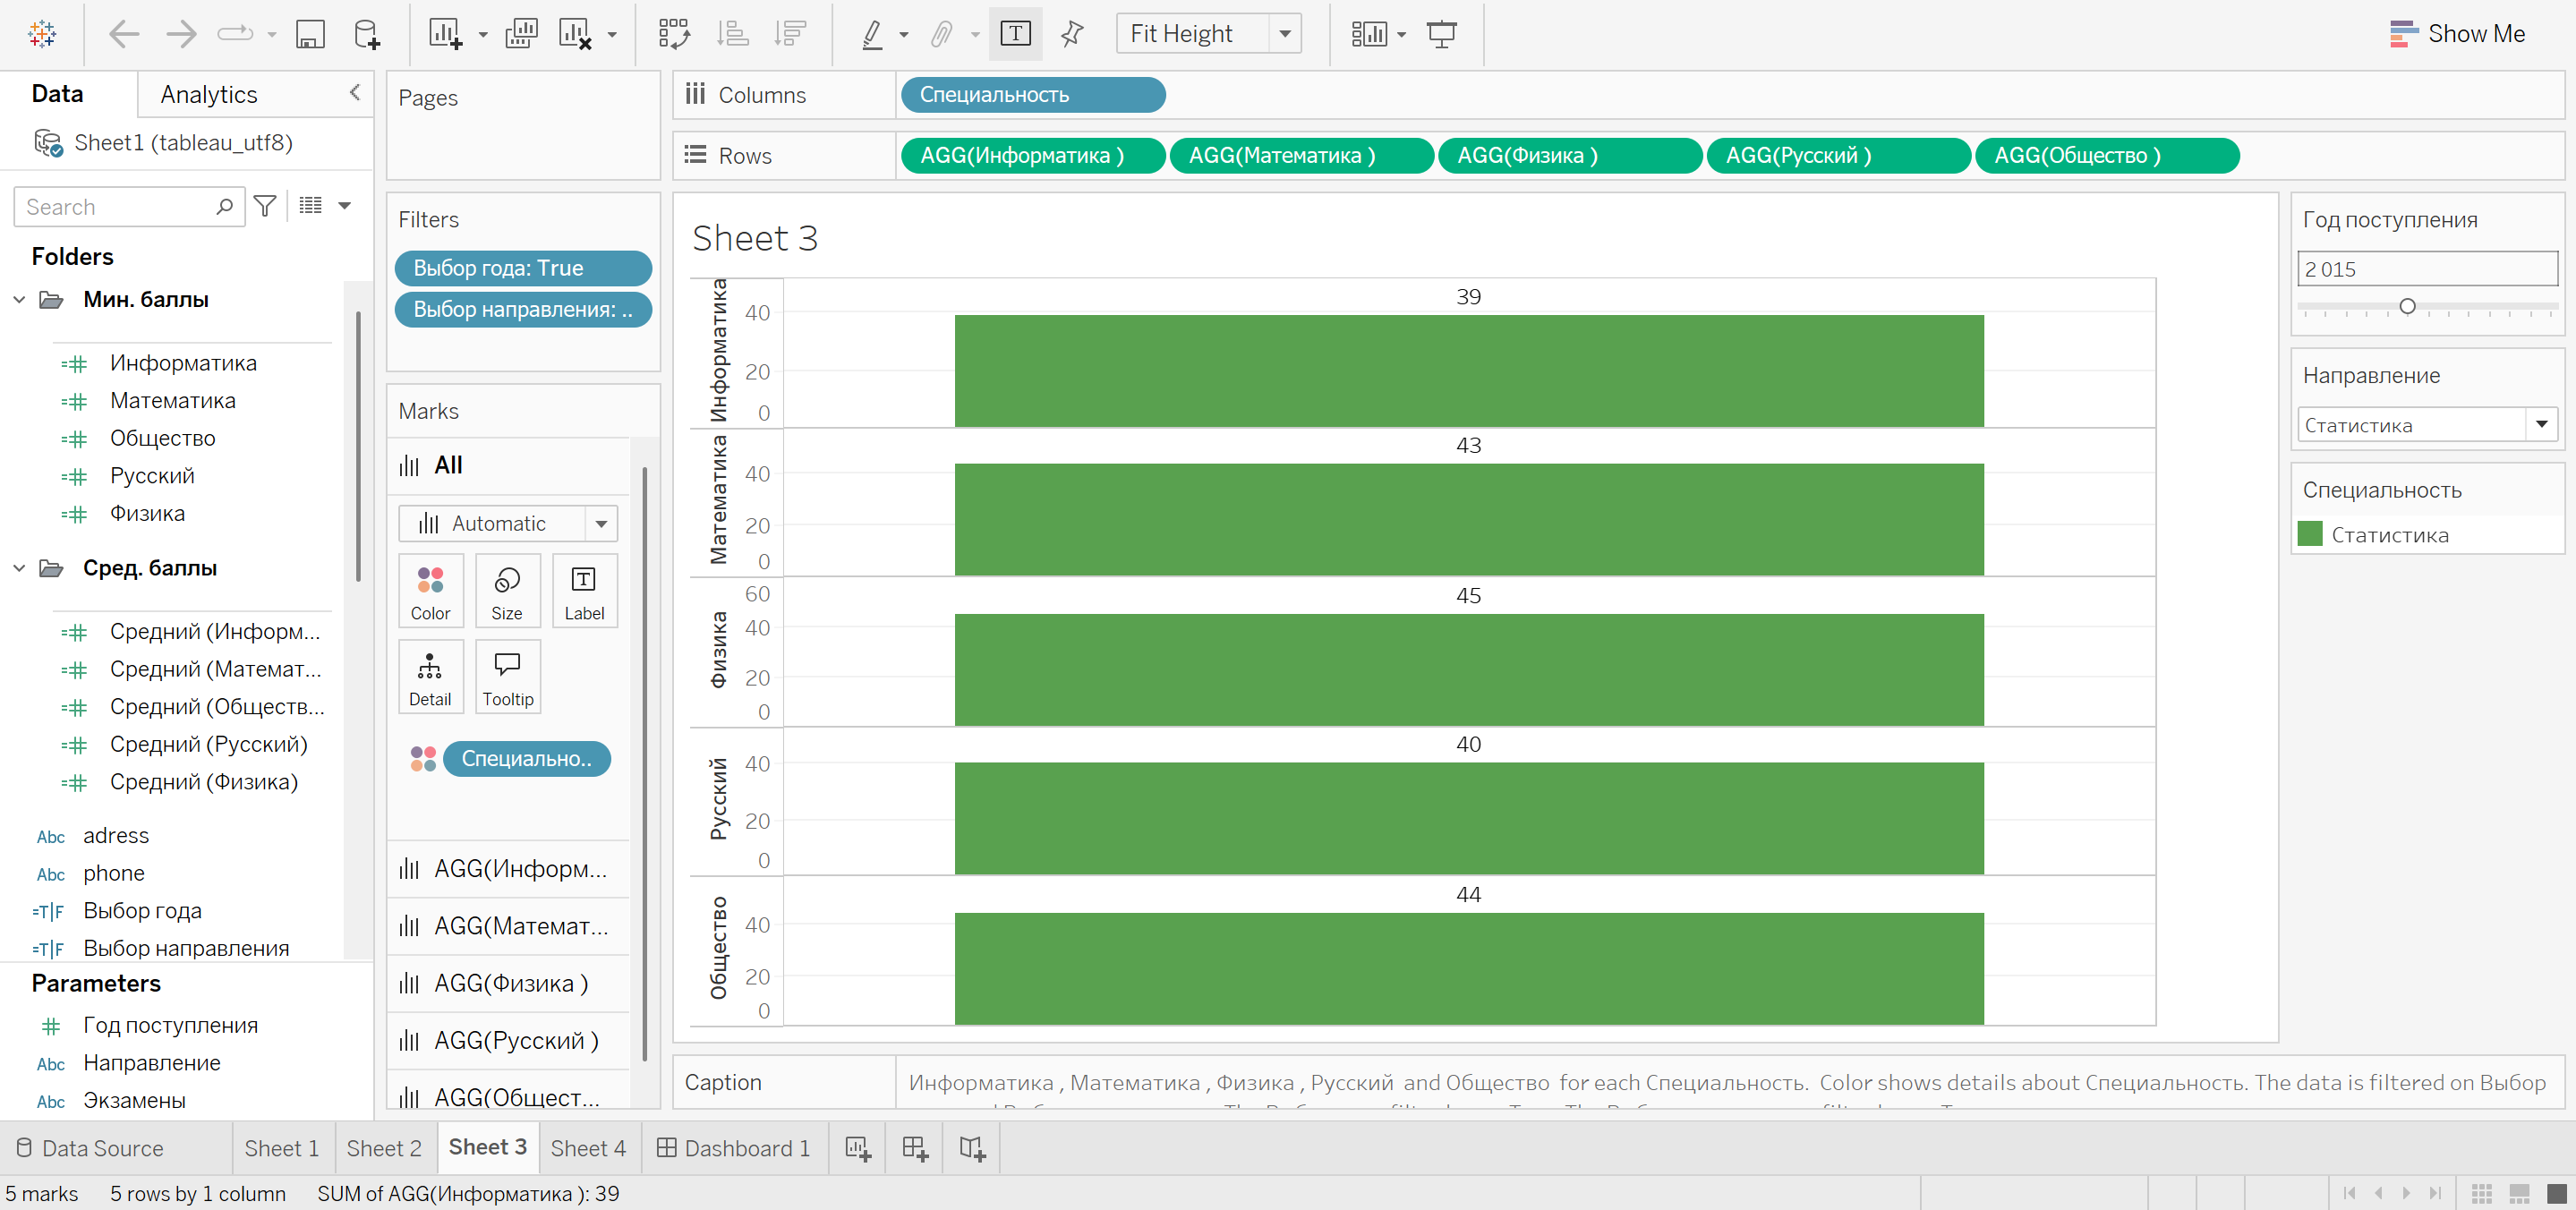 Fit Height
Show Me
Data
Analytics
Sheet1 (tableau_utf8)
Search
Folders
Мин. баллы
Информатика
Математика
Общество
Русский
Физика
Сред. баллы
Средний (Информ...
Средний (Математ...
Средний (Обществ...
Средний (Русский)
Средний (Физика)
Abc adress
Abc phone
=T|F Выбор года
=T|F Выбор направления
Parameters
Год поступления
Abc Направление
Abc Экзамены
Pages
Filters
Выбор года: True
Выбор направления: ..
Marks
All
Automatic
Color Size Label
Detail Tooltip
Специально..
AGG(Информ...
AGG(Математ...
AGG(Физика )
AGG(Русский )
AGG(Общест...
Columns
Специальность
Rows
AGG(Информатика ) AGG(Математика ) AGG(Физика ) AGG(Русский ) AGG(Общество )
Sheet 3
Информатика
40
20
0
39
Математика
40
20
0
43
Физика
60
40
20
0
45
Русский
40
20
0
40
Общество
40
20
0
44
Год поступления
2 015
Направление
Статистика
Специальность
Статистика
Caption
Информатика , Математика , Физика , Русский and Общество for each Специальность. Color shows details about Специальность. The data is filtered on Выбор
Data Source Sheet 1 Sheet 2 Sheet 3 Sheet 4 Dashboard 1
5 marks 5 rows by 1 column SUM of AGG(Информатика ): 39